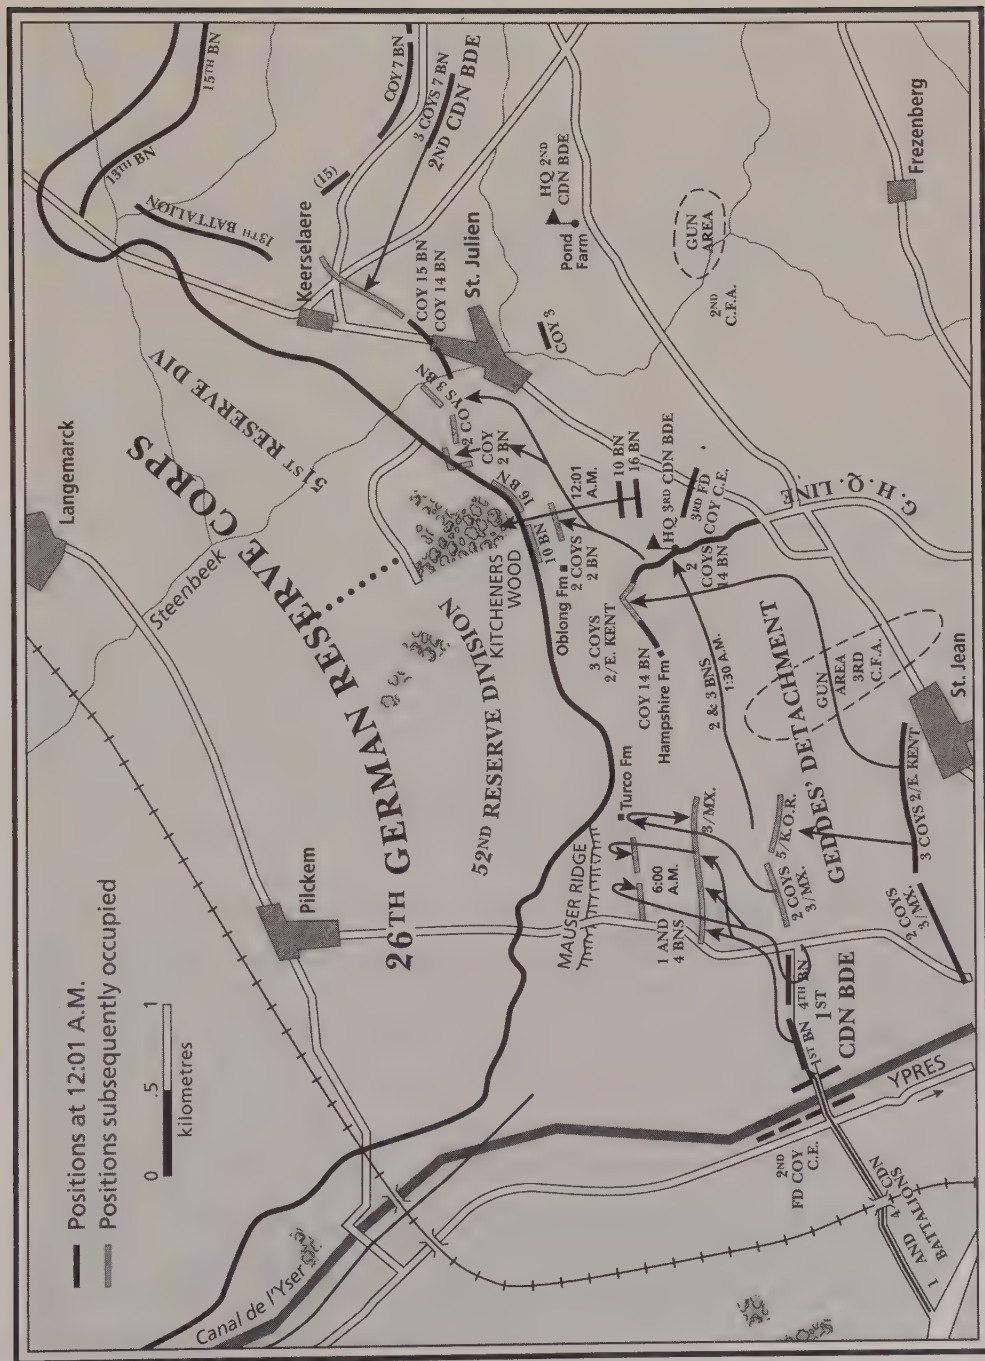 Positions at 12:01 A.M.
Positions subsequently occupied
0 .5 1
kilometres
Canal de l'Yser
Pilckem
Langemarck
Steenbeek
26TH GERMAN RESERVE CORPS
51ST RESERVE DIV
52ND RESERVE DIVISION
15TH BN
13TH BN
13TH BATTALION
COY 7 BN
3 COYS 7 BN
2ND CDN BDE
(15)
Keerselaere
COY 15 BN
COY 14 BN
St. Julien
HQ 2ND
CDN BDE
Pond
Farm
GUN
AREA
2ND
C.F.A.
Frezenberg
COY 3
2 COYS 3 BN
COY
2 BN
16 BN
10 BN
KITCHENERS
WOOD
Oblong Fm
2 COYS
2 BN
12:01
A.M.
10 BN
16 BN
HQ 3RD CDN BDE
3RD FD
COY C.E.
G.H.Q. LINE
2
COYS
14 BN
3 COYS
2/E. KENT
COY 14 BN
Hampshire Fm
2 & 3 BNS
1:30 A.M.
GUN
AREA
3RD
C.F.A.
GEDDES' DETACHMENT
St. Jean
MAUSER RIDGE
Turco Fm
6:00
A.M.
3/MX.
1 AND
4 BNS
5/K.O.R.
2 COYS
3/MX.
3 COYS 2/E. KENT
2 COYS
3/MX.
4TH BN
1ST BN
1ST
CDN BDE
YPRES
2ND
FD COY
C.E.
1 AND 4 CDN
BATTALIONS